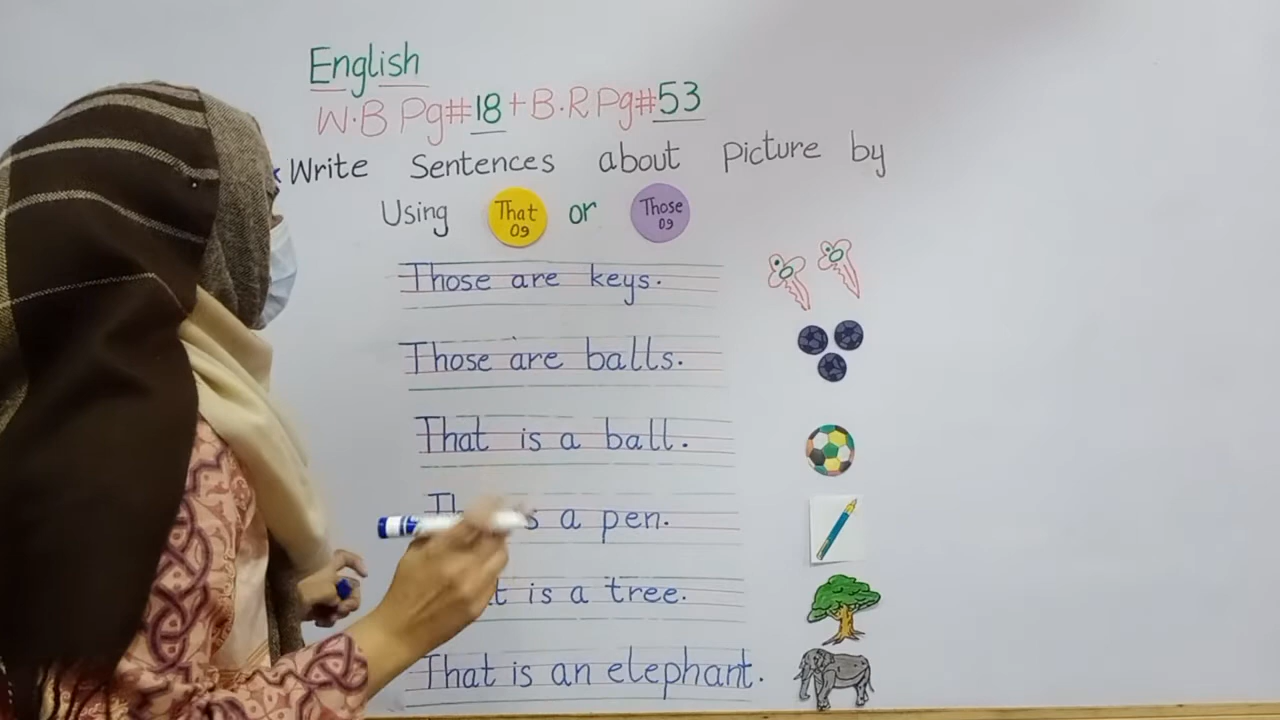 English
W.B Pg#18+B.R Pg#53
Write Sentences about Picture by
Using That 09 or Those 09
Those are keys.
Those are balls.
That is a ball.
a pen.
is a tree.
That is an elephant.